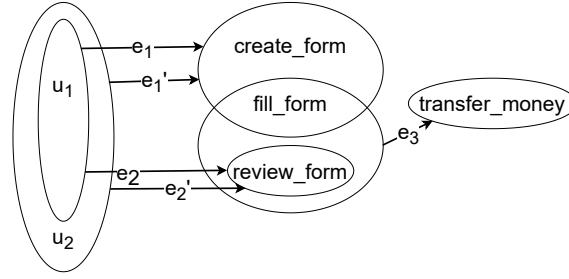 e1
create_form
u1
e1'
fill_form
transfer_money
e3
e2
review_form
e2'
u2